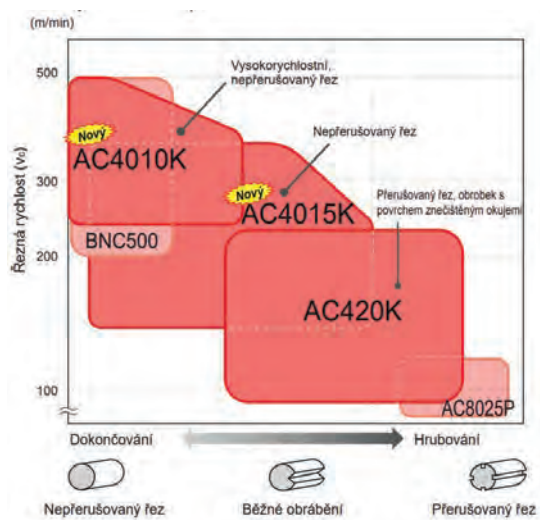 (m/min)
500
300
200
100
Řezná rychlost (vc)
Vysokorychlostní,
nepřerušovaný řez
Nový
AC4010K
Nepřerušovaný řez
Nový
AC4015K
Přerušovaný řez, obrobek s
povrchem znečištěným okujemi
BNC500
AC420K
AC8025P
Dokončování
Hrubování
Nepřerušovaný řez
Běžné obrábění
Přerušovaný řez